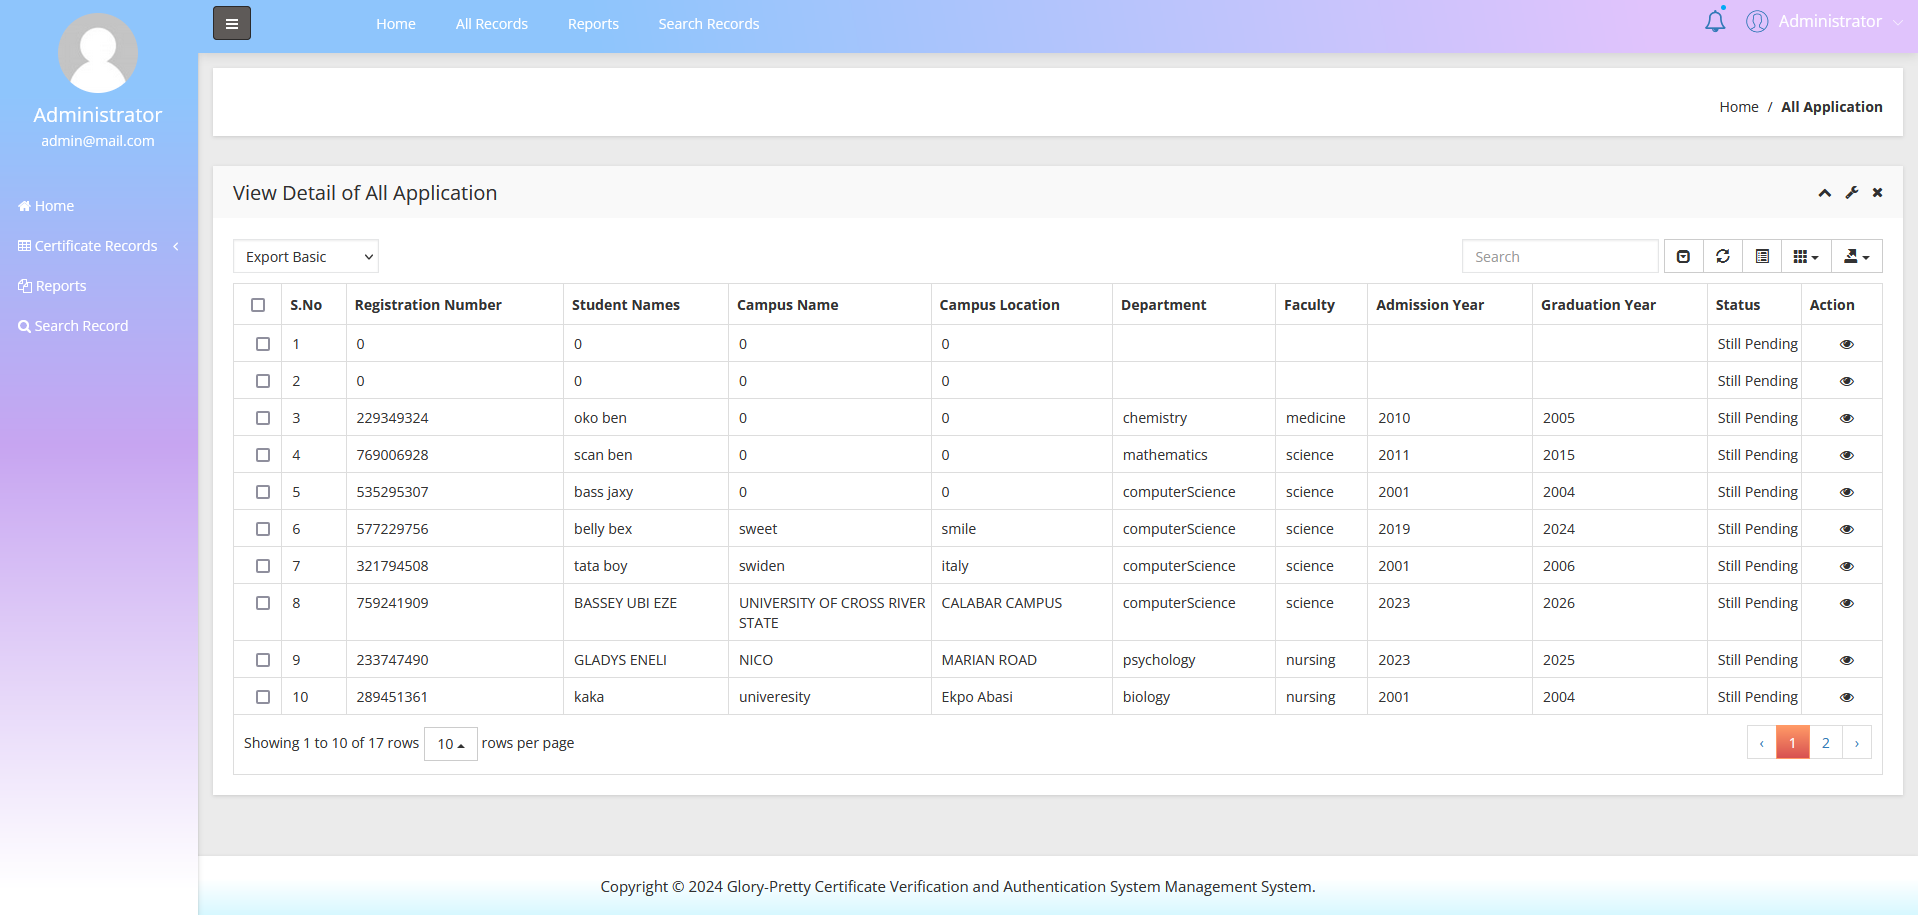 Administrator
admin@mail.com
Home
Certificate Records
Reports
Search Record
Home All Records Reports Search Records
Administrator
Home / All Application
View Detail of All Application
Export Basic
Search
S.No Registration Number Student Names Campus Name Campus Location Department Faculty Admission Year Graduation Year Status Action
1 0 0 0 0 Still Pending
2 0 0 0 0 Still Pending
3 229349324 oko ben 0 0 chemistry medicine 2010 2005 Still Pending
4 769006928 scan ben 0 0 mathematics science 2011 2015 Still Pending
5 535295307 bass jaxy 0 0 computerScience science 2001 2004 Still Pending
6 577229756 belly bex sweet smile computerScience science 2019 2024 Still Pending
7 321794508 tata boy swiden italy computerScience science 2001 2006 Still Pending
8 759241909 BASSEY UBI EZE UNIVERSITY OF CROSS RIVER CALABAR CAMPUS computerScience science 2023 2026 Still Pending
STATE
9 233747490 GLADYS ENELI NICO MARIAN ROAD psychology nursing 2023 2025 Still Pending
10 289451361 kaka univeresity Ekpo Abasi biology nursing 2001 2004 Still Pending
Showing 1 to 10 of 17 rows 10 rows per page ‹ 1 2 ›
Copyright © 2024 Glory-Pretty Certificate Verification and Authentication System Management System.